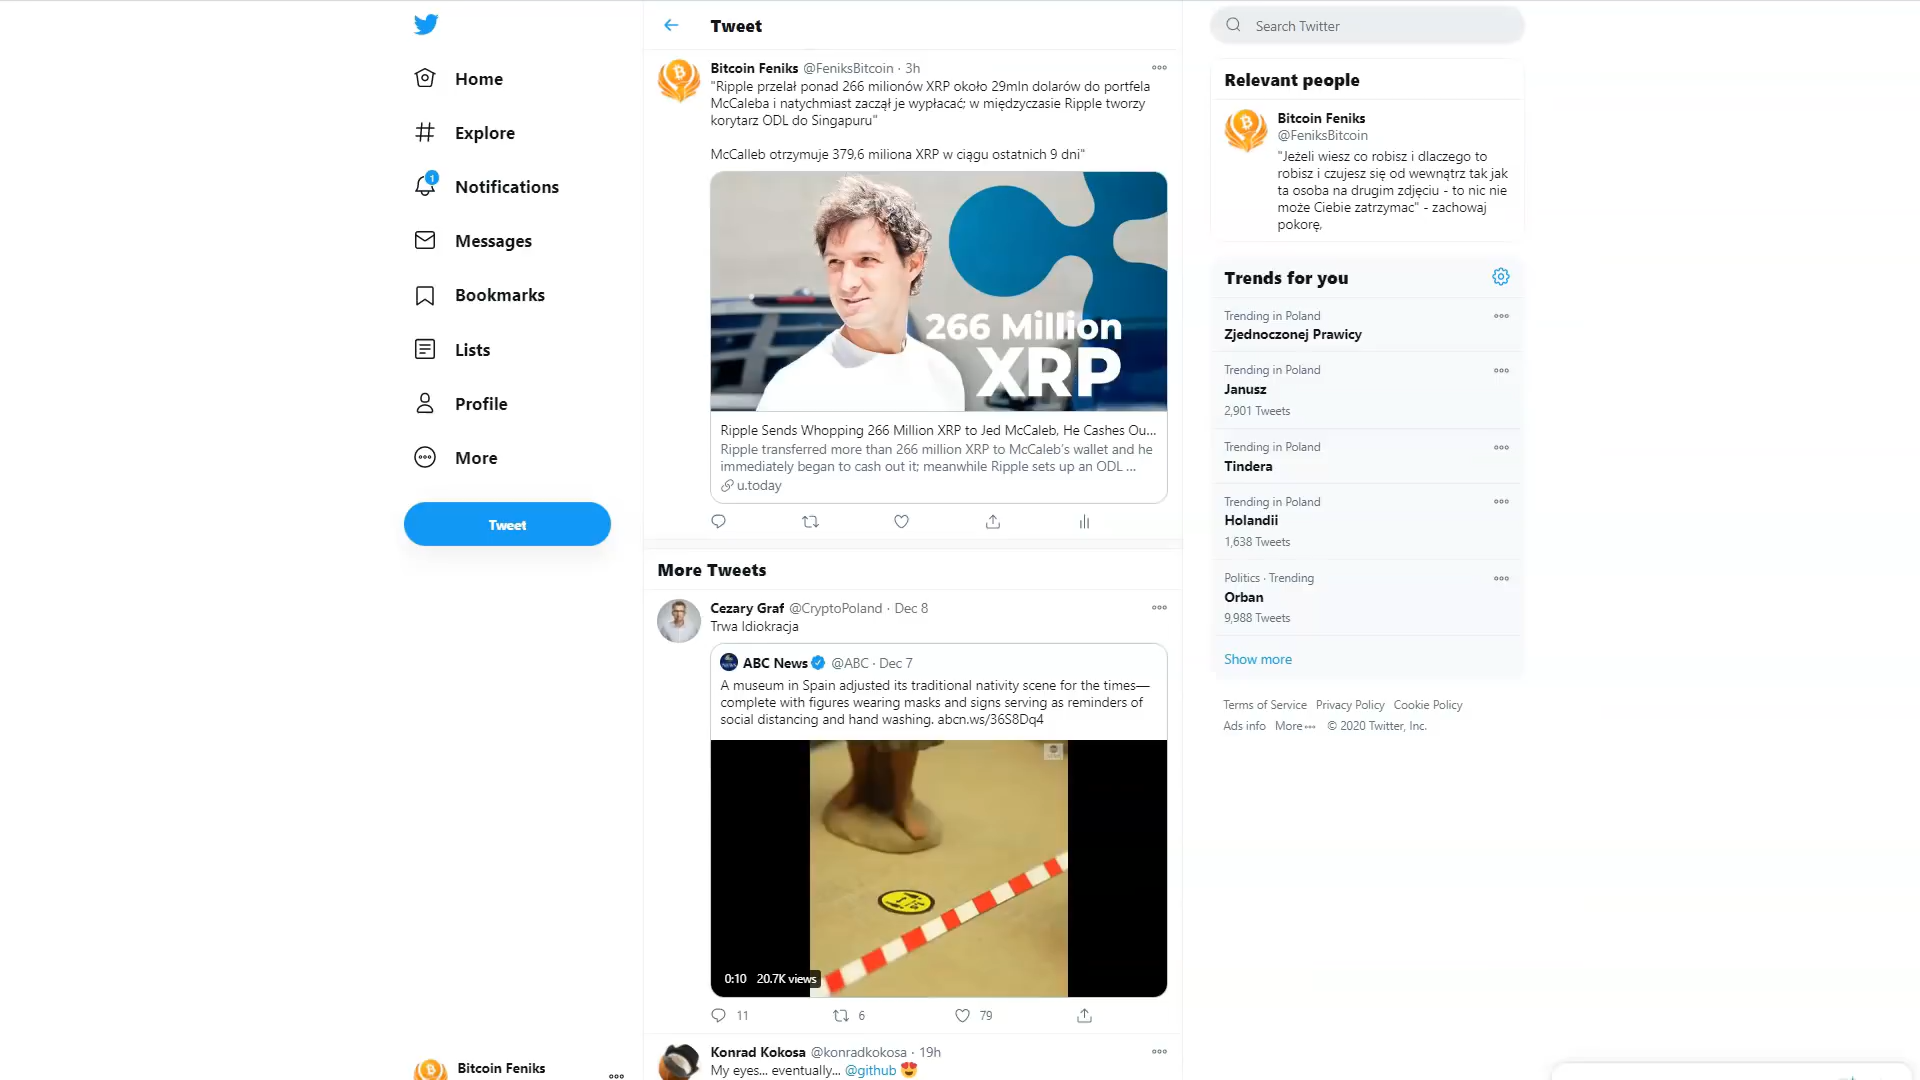 Home
Explore
Notifications
1
Messages
Bookmarks
Lists
Profile
More
Tweet
Bitcoin Feniks
Tweet
Bitcoin Feniks @FeniksBitcoin · 3h
"Ripple przelał ponad 266 milionów XRP około 29mln dolarów do portfela
McCaleba i natychmiast zaczął je wypłacać; w międzyczasie Ripple tworzy
korytarz ODL do Singapuru"
McCalleb otrzymuje 379,6 miliona XRP w ciągu ostatnich 9 dni"
266 Million
XRP
Ripple Sends Whopping 266 Million XRP to Jed McCaleb, He Cashes Ou...
Ripple transferred more than 266 million XRP to McCaleb's wallet and he
immediately began to cash out it; meanwhile Ripple sets up an ODL ...
u.today
More Tweets
Cezary Graf @CryptoPoland · Dec 8
Trwa Idiokracja
ABC News @ABC · Dec 7
A museum in Spain adjusted its traditional nativity scene for the times—
complete with figures wearing masks and signs serving as reminders of
social distancing and hand washing. abcn.ws/36S8Dq4
0:10 20.7K views
11 6 79
Konrad Kokosa @konradkokosa · 19h
My eyes... eventually... @github 😍
Search Twitter
Relevant people
Bitcoin Feniks
@FeniksBitcoin
"Jeżeli wiesz co robisz i dlaczego to
robisz i czujesz się od wewnątrz tak jak
ta osoba na drugim zdjęciu - to nic nie
może Ciebie zatrzymac" - zachowaj
pokorę,
Trends for you
Trending in Poland
Zjednoczonej Prawicy
Trending in Poland
Janusz
2,901 Tweets
Trending in Poland
Tindera
Trending in Poland
Holandii
1,638 Tweets
Politics · Trending
Orban
9,988 Tweets
Show more
Terms of Service Privacy Policy Cookie Policy
Ads info More © 2020 Twitter, Inc.